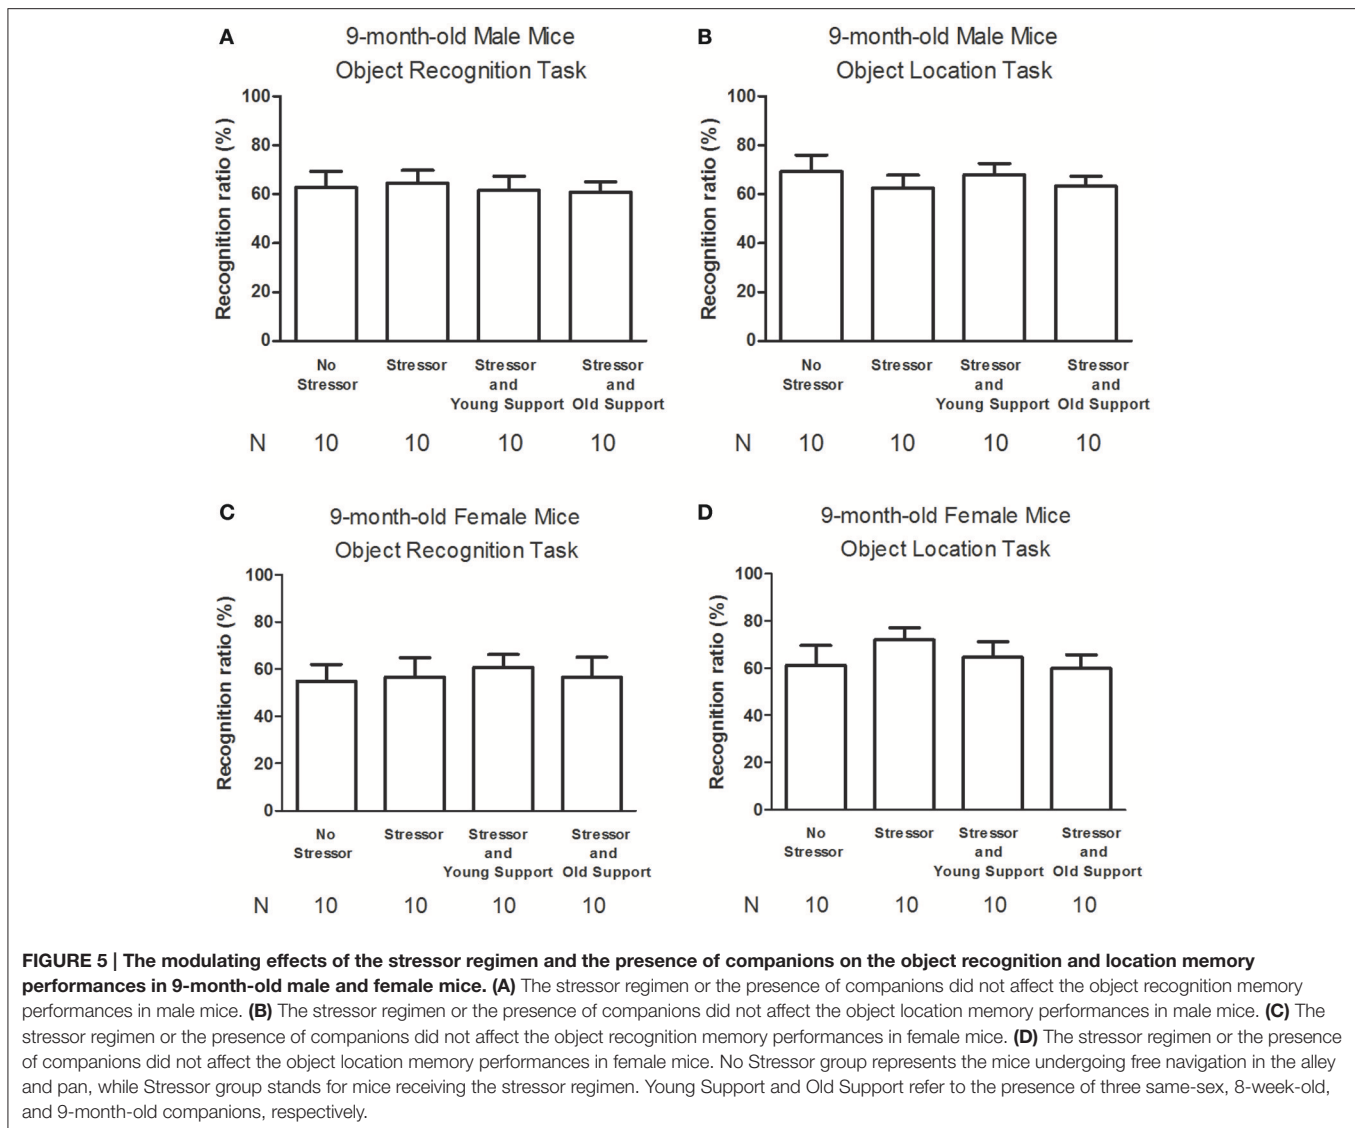 A
9-month-old Male Mice
Object Recognition Task
Recognition ratio (%)
100
80
60
40
20
0
No Stressor
Stressor
Stressor and Young Support
Stressor and Old Support
N 10 10 10 10
B
9-month-old Male Mice
Object Location Task
Recognition ratio (%)
100
80
60
40
20
0
No Stressor
Stressor
Stressor and Young Support
Stressor and Old Support
N 10 10 10 10
C
9-month-old Female Mice
Object Recognition Task
Recognition ratio (%)
100
80
60
40
20
0
No Stressor
Stressor
Stressor and Young Support
Stressor and Old Support
N 10 10 10 10
D
9-month-old Female Mice
Object Location Task
Recognition ratio (%)
100
80
60
40
20
0
No Stressor
Stressor
Stressor and Young Support
Stressor and Old Support
N 10 10 10 10
FIGURE 5 | The modulating effects of the stressor regimen and the presence of companions on the object recognition and location memory
performances in 9-month-old male and female mice. (A) The stressor regimen or the presence of companions did not affect the object recognition memory
performances in male mice. (B) The stressor regimen or the presence of companions did not affect the object location memory performances in male mice. (C) The
stressor regimen or the presence of companions did not affect the object recognition memory performances in female mice. (D) The stressor regimen or the presence
of companions did not affect the object location memory performances in female mice. No Stressor group represents the mice undergoing free navigation in the alley
and pan, while Stressor group stands for mice receiving the stressor regimen. Young Support and Old Support refer to the presence of three same-sex, 8-week-old,
and 9-month-old companions, respectively.